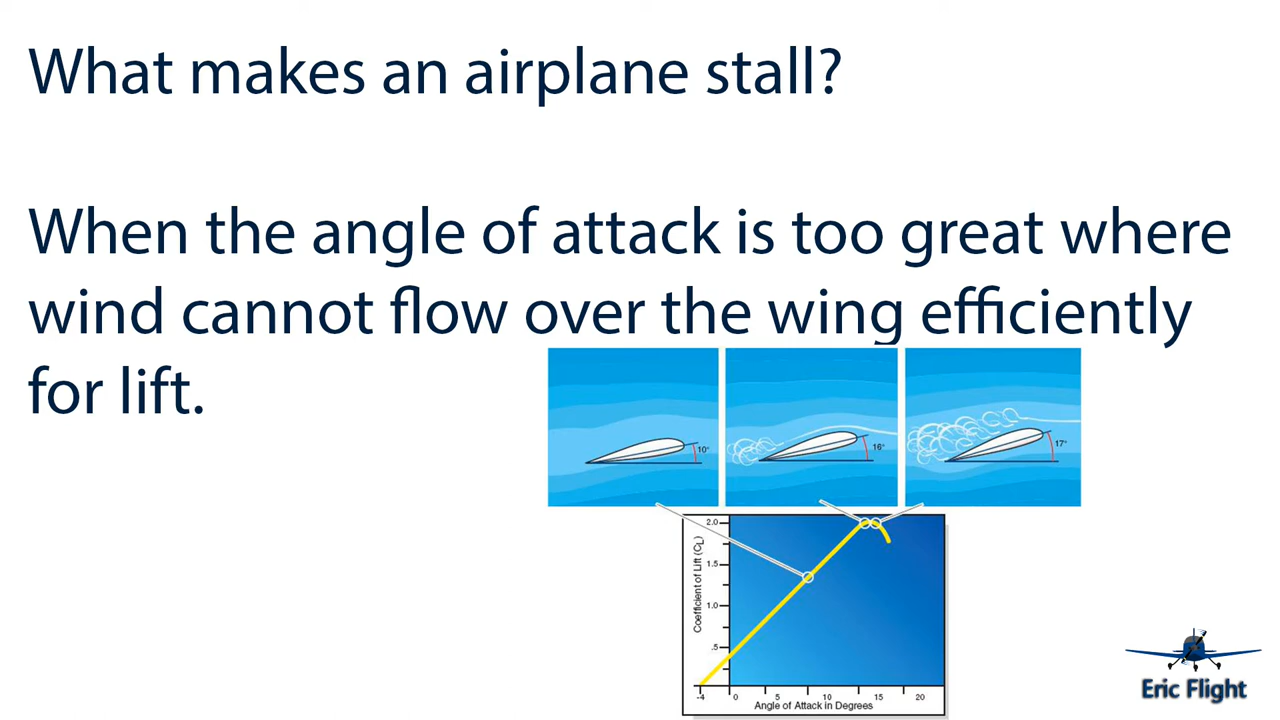 What makes an airplane stall?
When the angle of attack is too great where
wind cannot flow over the wing efficiently
for lift.
10°
16°
17°
2.0
1.5
1.0
.5
Coefficient of Lift (CL)
-4 0 5 10 15 20
Angle of Attack in Degrees
Eric Flight